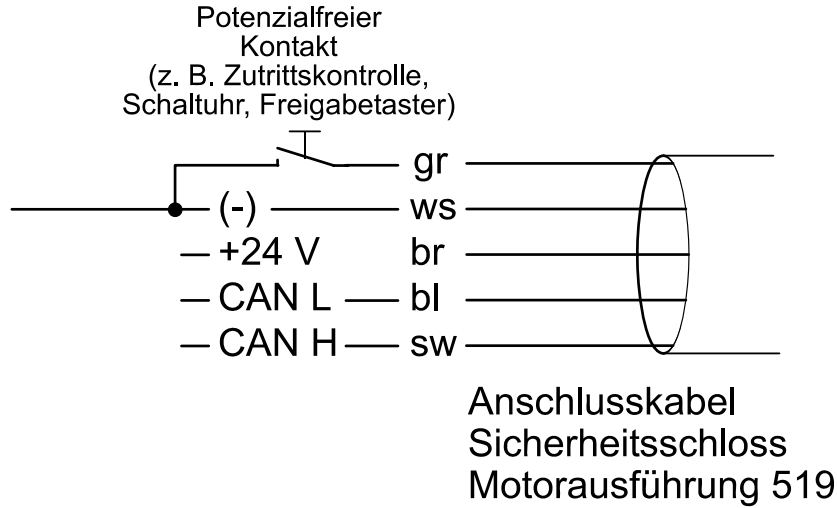 Potenzialfreier
Kontakt
(z. B. Zutrittskontrolle,
Schaltuhr, Freigabetaster)
gr
(-) ws
+24 V br
CAN L bl
CAN H sw
Anschlusskabel
Sicherheitsschloss
Motorausführung 519